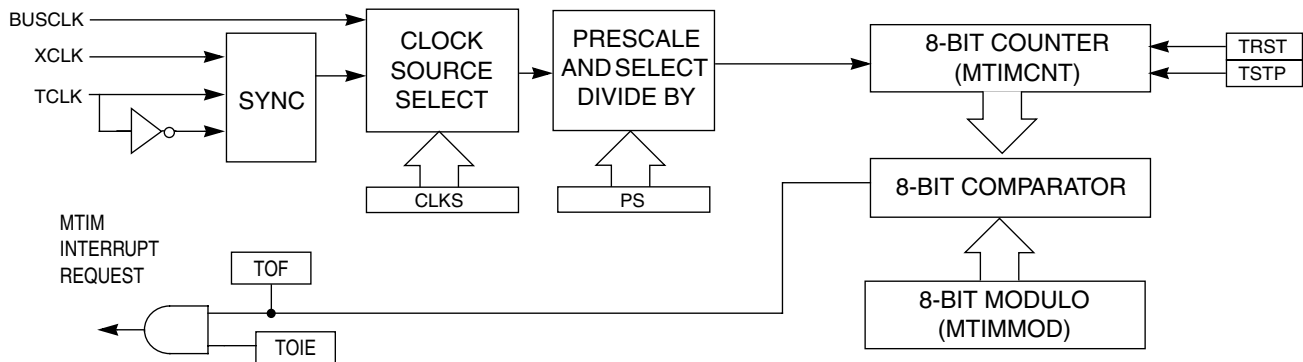 BUSCLK
XCLK
TCLK
SYNC
CLOCK
SOURCE
SELECT
PRESCALE
AND SELECT
DIVIDE BY
8-BIT COUNTER
(MTIMCNT)
TRST
TSTP
CLKS
PS
8-BIT COMPARATOR
MTIM
INTERRUPT
REQUEST
TOF
TOIE
8-BIT MODULO
(MTIMMOD)